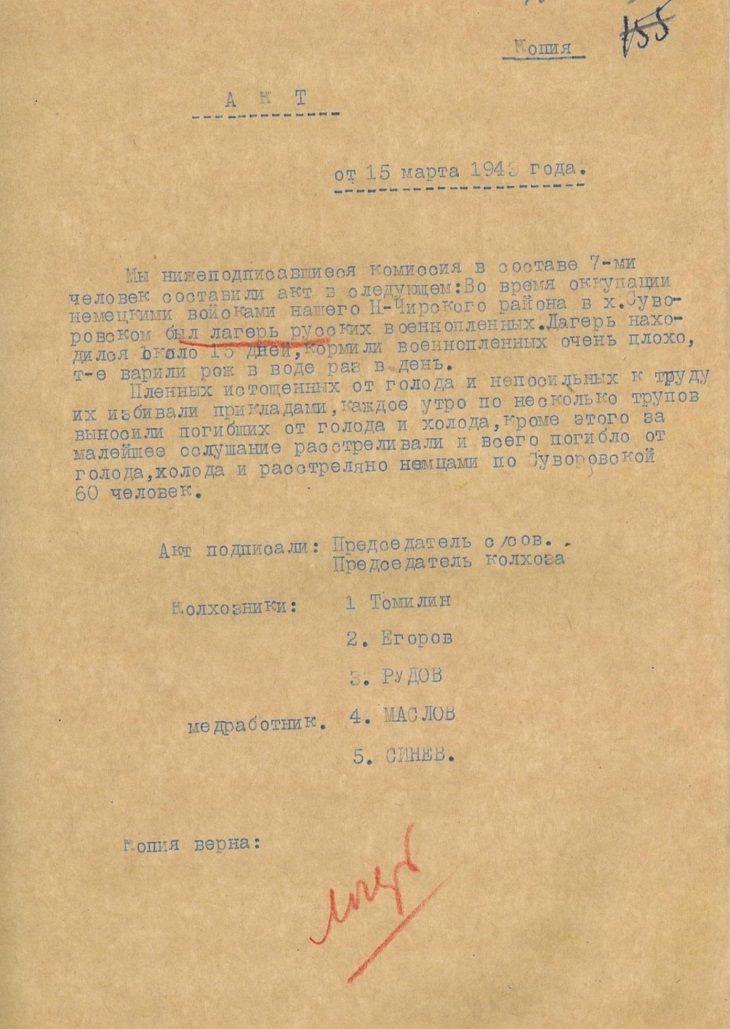 155
Копия
А К Т
от 15 марта 1943 года.
Мы нижеподписавшиеся комиссия в составе 7-ми
человек составили акт в следующем:Во время оккупации
немецкими войсками нашего Н-Чирского района в х.Суво-
ровском был лагерь русских военнопленных.Лагерь нахо-
дился около 15 дней,кормили военнопленных очень плохо,
т-е варили рож в воде раз в день.
Пленных истощенных от голода и непосильных к труду
их избивали прикладами,каждое утро по несколько трупов
выносили погибших от голода и холода,кроме этого за
малейшее ослушание расстреливали и всего погибло от
голода,холода и расстреляно немцами по Суворовской
60 человек.
Акт подписали: Председатель с/сов.
Председатель колхоза
Колхозники: 1 Томилин
2. Егоров
3. РУДОВ
медработник. 4. МАСЛОВ
5. СИНЕВ.
Копия верна: